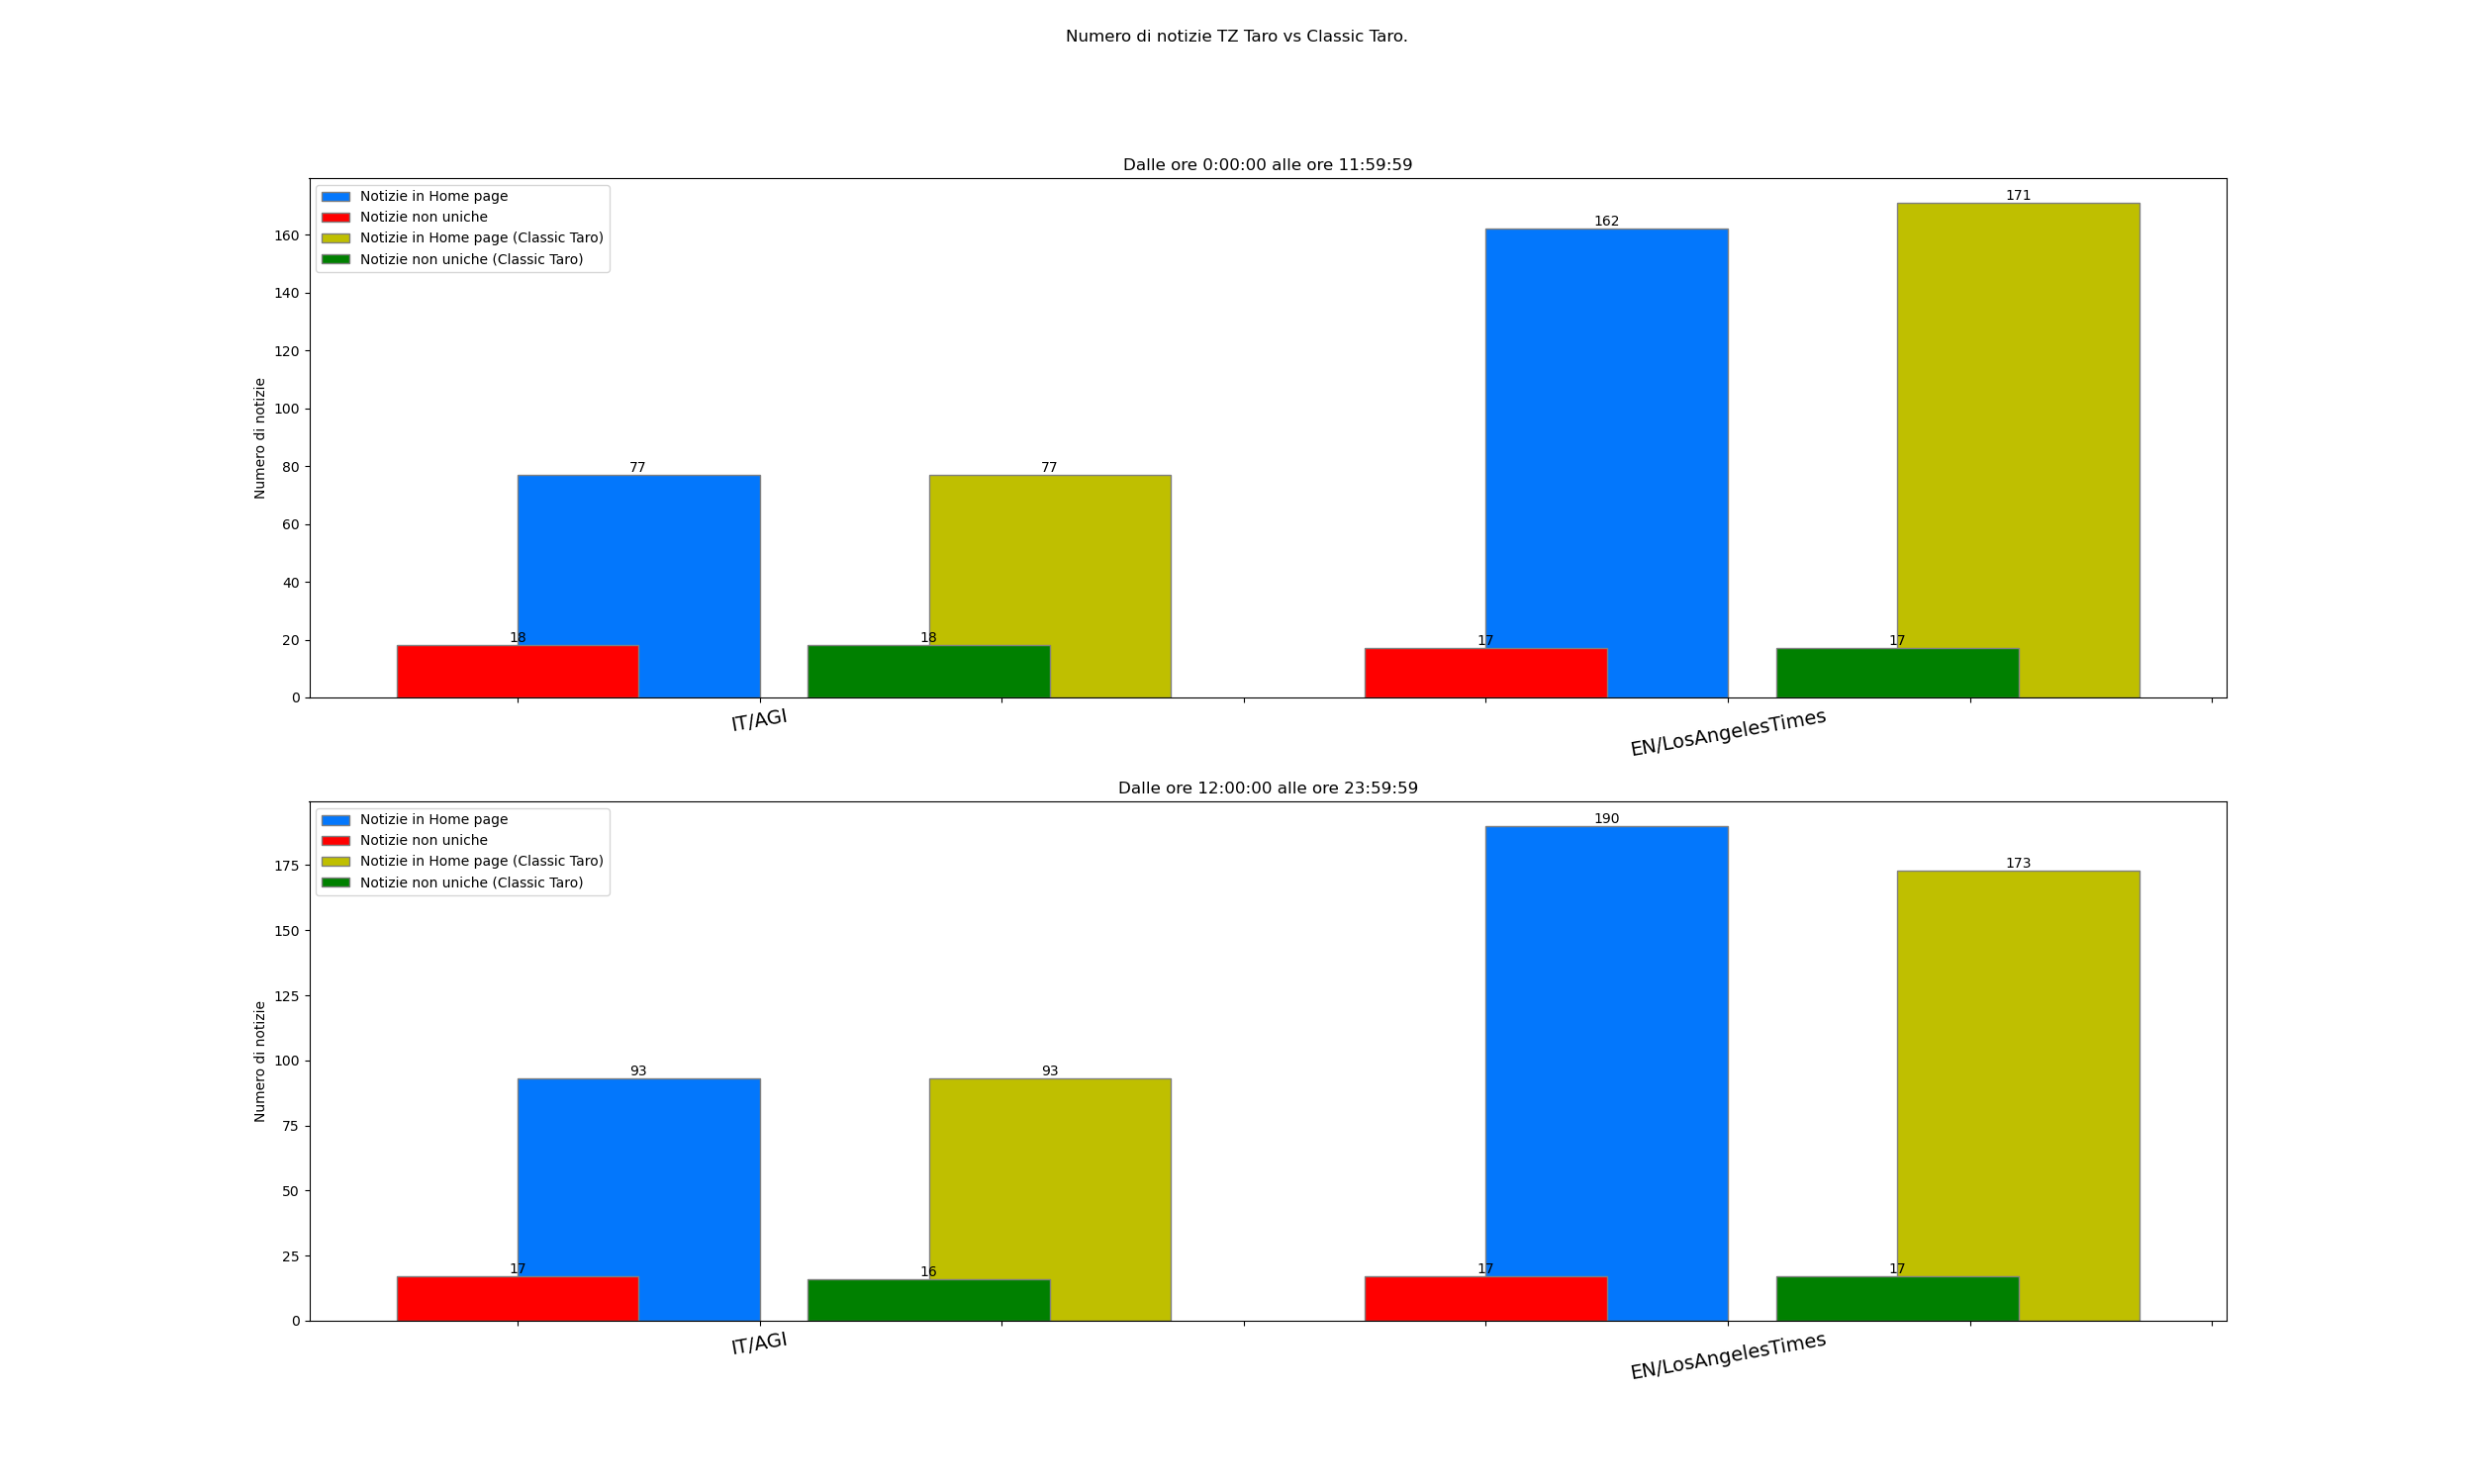 Numero di notizie TZ Taro vs Classic Taro.
Dalle ore 0:00:00 alle ore 11:59:59
Notizie in Home page
Notizie non uniche
Notizie in Home page (Classic Taro)
Notizie non uniche (Classic Taro)
Numero di notizie
160
140
120
100
80
60
40
20
0
77
18
77
18
162
17
171
17
IT/AGI
EN/LosAngelesTimes
Dalle ore 12:00:00 alle ore 23:59:59
Notizie in Home page
Notizie non uniche
Notizie in Home page (Classic Taro)
Notizie non uniche (Classic Taro)
Numero di notizie
175
150
125
100
75
50
25
0
93
17
93
16
190
17
173
17
IT/AGI
EN/LosAngelesTimes